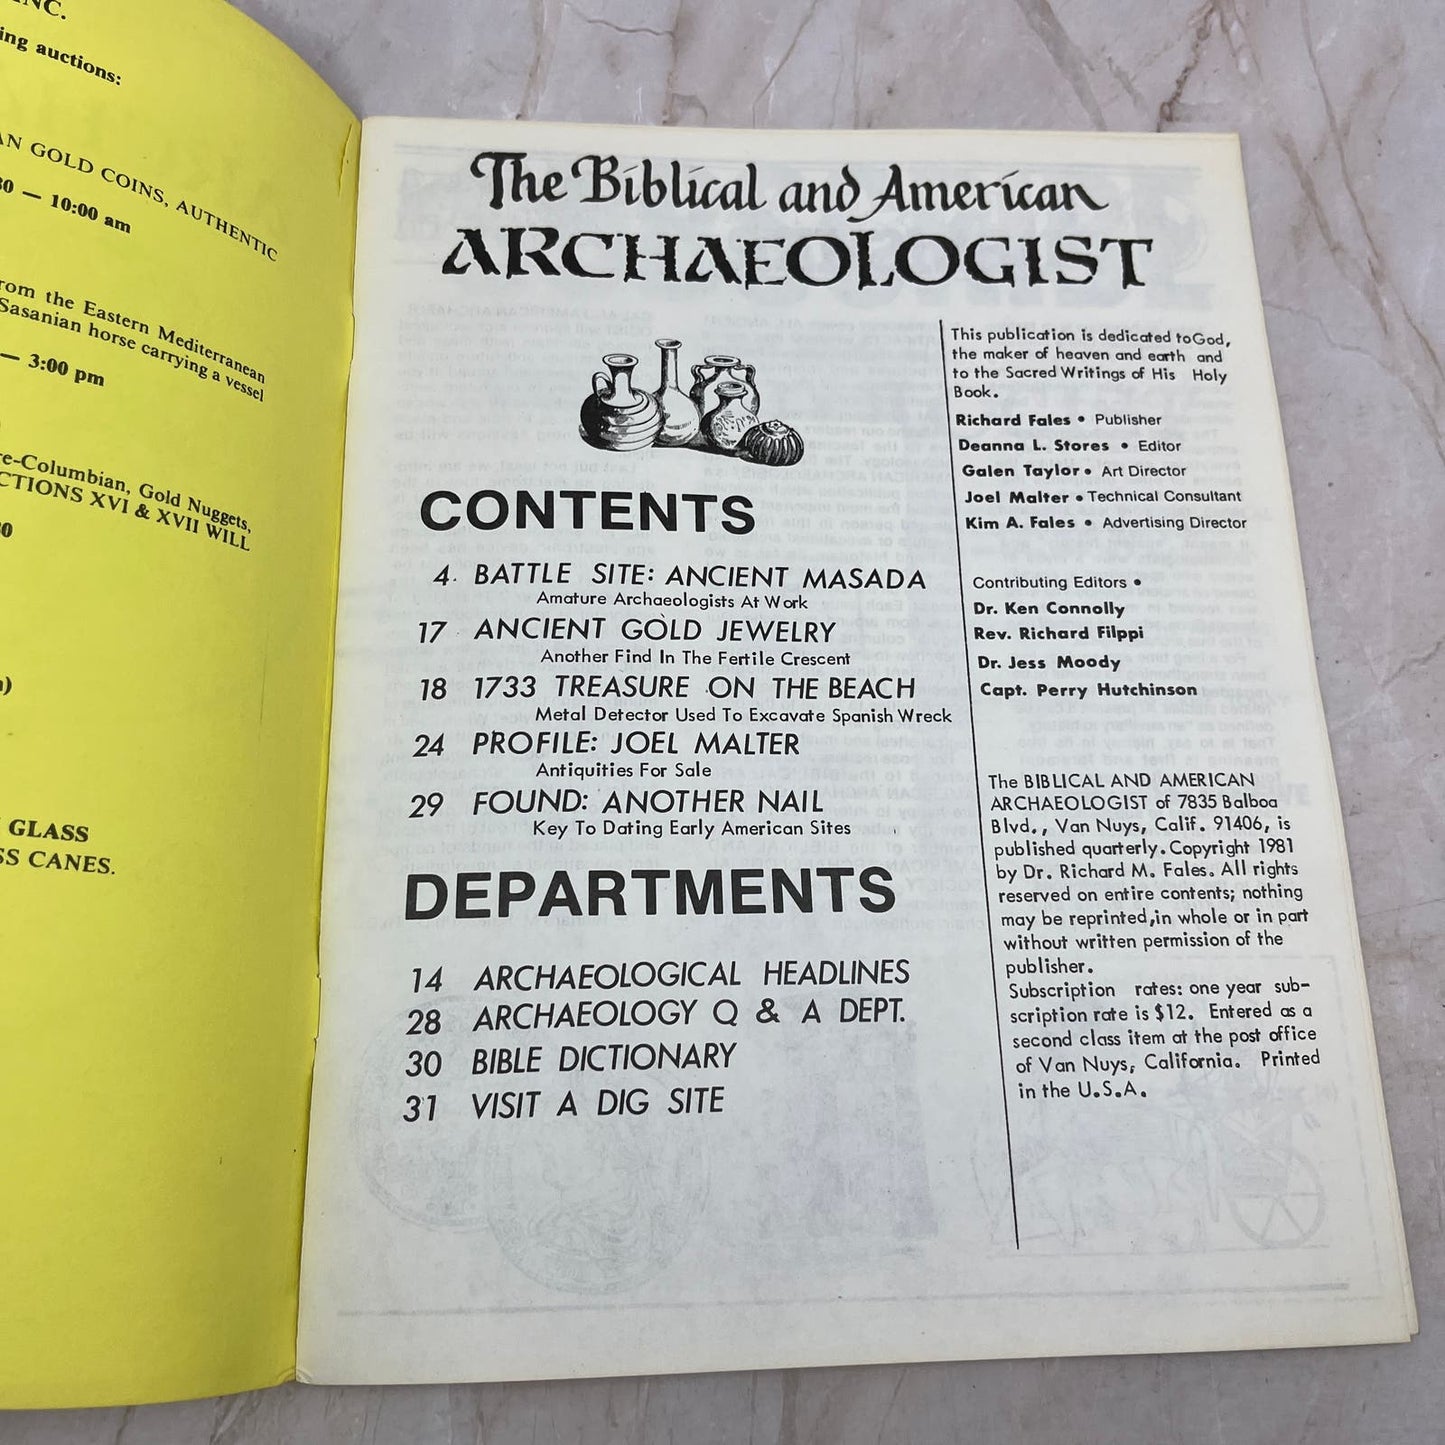 INC.
ing auctions:
AN GOLD COINS, AUTHENTIC
— 10:00 am
rom the Eastern Mediterranean
Sasanian horse carrying a vessel
— 3:00 pm
re-Columbian, Gold Nuggets,
CTIONS XVI & XVII WILL
GLASS
SS CANES.
The Biblical and American
ARCHAEOLOGIST
CONTENTS
4. BATTLE SITE: ANCIENT MASADA
Amature Archaeologists At Work
17 ANCIENT GOLD JEWELRY
Another Find In The Fertile Crescent
18 1733 TREASURE ON THE BEACH
Metal Detector Used To Excavate Spanish Wreck
24 PROFILE: JOEL MALTER
Antiquities For Sale
29 FOUND: ANOTHER NAIL
Key To Dating Early American Sites
DEPARTMENTS
14 ARCHAEOLOGICAL HEADLINES
28 ARCHAEOLOGY Q & A DEPT.
30 BIBLE DICTIONARY
31 VISIT A DIG SITE
This publication is dedicated toGod,
the maker of heaven and earth and
to the Sacred Writings of His Holy
Book.
Richard Fales • Publisher
Deanna L. Stores • Editor
Galen Taylor • Art Director
Joel Malter • Technical Consultant
Kim A. Fales • Advertising Director
Contributing Editors •
Dr. Ken Connolly
Rev. Richard Filppi
Dr. Jess Moody
Capt. Perry Hutchinson
The BIBLICAL AND AMERICAN
ARCHAEOLOGIST of 7835 Balboa
Blvd., Van Nuys, Calif. 91406, is
published quarterly. Copyright 1981
by Dr. Richard M. Fales. All rights
reserved on entire contents; nothing
may be reprinted,in whole or in part
without written permission of the
publisher.
Subscription rates: one year sub-
scription rate is $12. Entered as a
second class item at the post office
of Van Nuys, California. Printed
in the U.S.A.